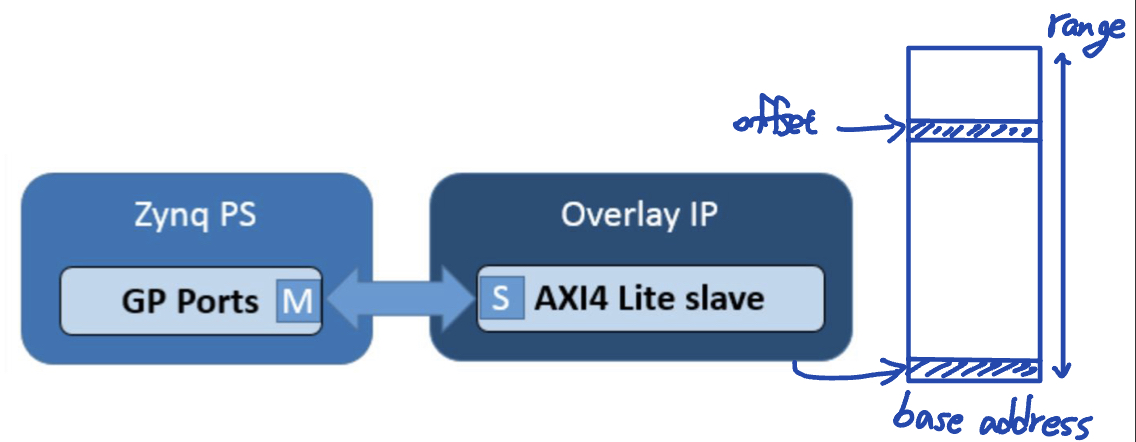 range
offset
Zynq PS
Overlay IP
GP Ports M
S AXI4 Lite slave
base address